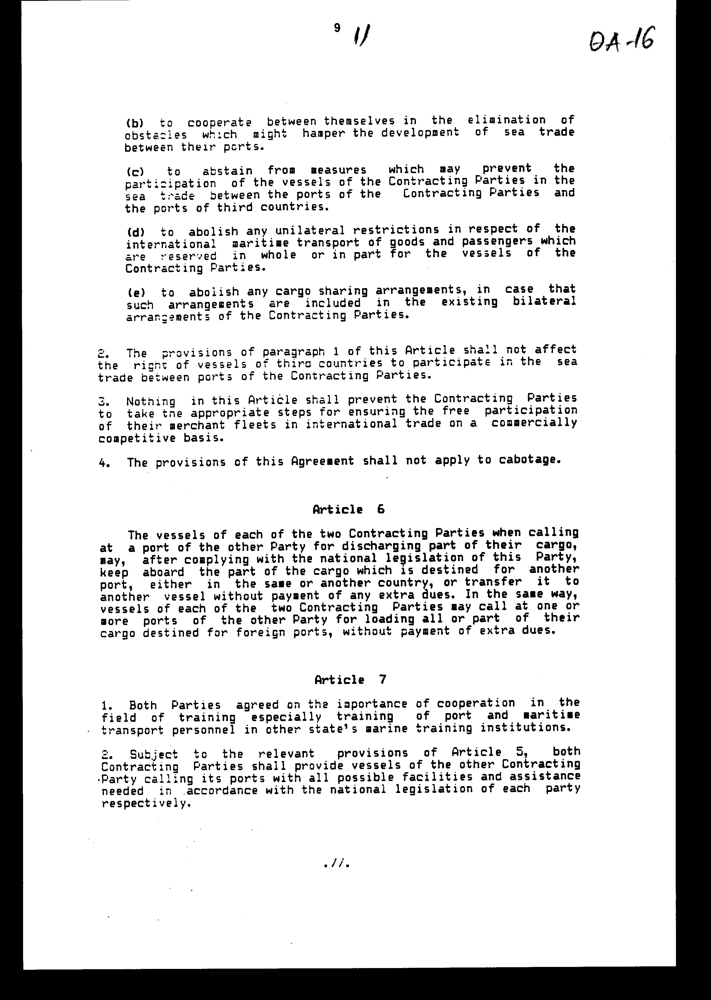 9 11
ΘA-16
(b) to cooperate between themselves in the elimination of
obstacles which might hamper the development of sea trade
between their ports.
(c) to abstain from measures which may prevent the
participation of the vessels of the Contracting Parties in the
sea trade between the ports of the Contracting Parties and
the ports of third countries.
(d) to abolish any unilateral restrictions in respect of the
international maritime transport of goods and passengers which
are reserved in whole or in part for the vessels of the
Contracting Parties.
(e) to abolish any cargo sharing arrangements, in case that
such arrangements are included in the existing bilateral
arrangements of the Contracting Parties.
2. The provisions of paragraph 1 of this Article shall not affect
the right of vessels of third countries to participate in the sea
trade between ports of the Contracting Parties.
3. Nothing in this Article shall prevent the Contracting Parties
to take the appropriate steps for ensuring the free participation
of their merchant fleets in international trade on a commercially
competitive basis.
4. The provisions of this Agreement shall not apply to cabotage.
Article 6
The vessels of each of the two Contracting Parties when calling
at a port of the other Party for discharging part of their cargo,
may, after complying with the national legislation of this Party,
keep aboard the part of the cargo which is destined for another
port, either in the same or another country, or transfer it to
another vessel without payment of any extra dues. In the same way,
vessels of each of the two Contracting Parties may call at one or
more ports of the other Party for loading all or part of their
cargo destined for foreign ports, without payment of extra dues.
Article 7
1. Both Parties agreed on the importance of cooperation in the
field of training especially training of port and maritime
transport personnel in other state's marine training institutions.
2. Subject to the relevant provisions of Article 5, both
Contracting Parties shall provide vessels of the other Contracting
Party calling its ports with all possible facilities and assistance
needed in accordance with the national legislation of each party
respectively.
.//.